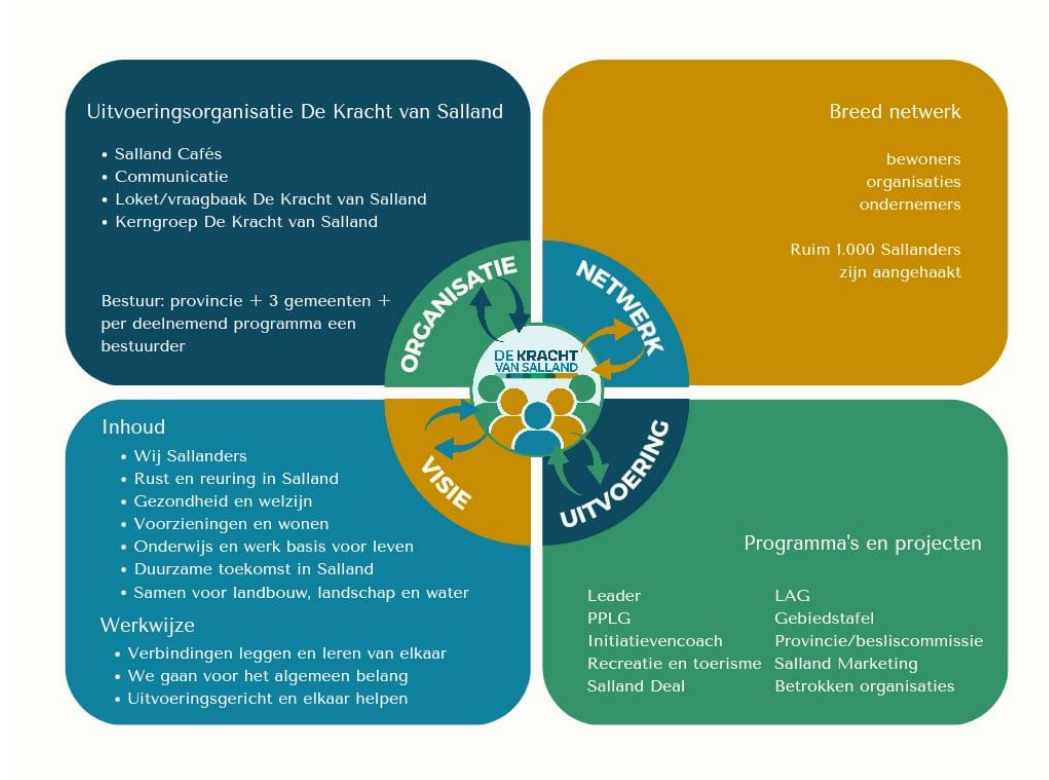 Uitvoeringsorganisatie De Kracht van Salland
• Salland Cafés
• Communicatie
• Loket/vraagbaak De Kracht van Salland
• Kerngroep De Kracht van Salland
Bestuur: provincie + 3 gemeenten +
per deelnemend programma een
bestuurder
Breed netwerk
bewoners
organisaties
ondernemers
Ruim 1.000 Sallanders
zijn aangehaakt
ORGANISATIE
NETWERK
DE KRACHT
VAN SALLAND
VISIE
UITVOERING
Inhoud
• Wij Sallanders
• Rust en reuring in Salland
• Gezondheid en welzijn
• Voorzieningen en wonen
• Onderwijs en werk basis voor leven
• Duurzame toekomst in Salland
• Samen voor landbouw, landschap en water
Werkwijze
• Verbindingen leggen en leren van elkaar
• We gaan voor het algemeen belang
• Uitvoeringsgericht en elkaar helpen
Programma's en projecten
Leader LAG
PPLG Gebiedstafel
Initiatievencoach Provincie/besliscommissie
Recreatie en toerisme Salland Marketing
Salland Deal Betrokken organisaties